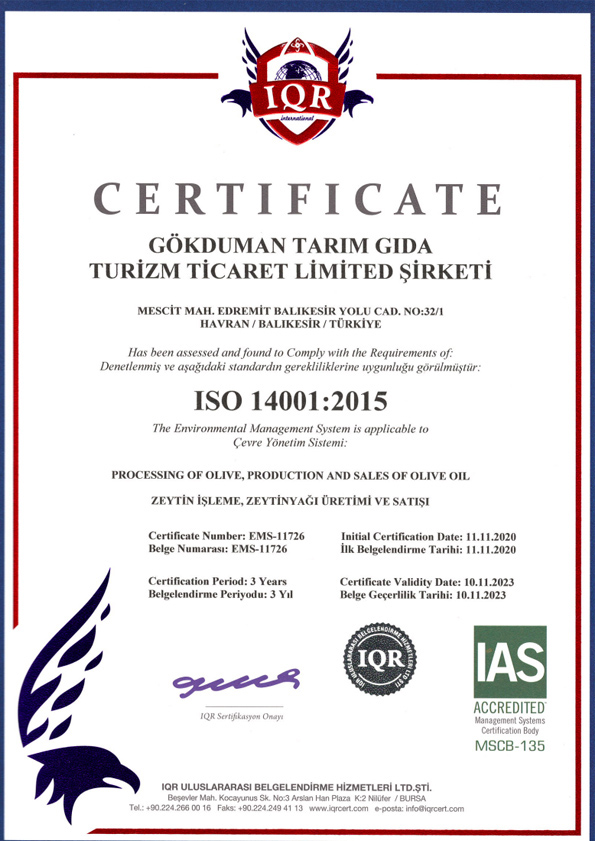 IQR
international
CERTIFICATE
GÖKDUMAN TARIM GIDA
TURİZM TİCARET LİMİTED ŞİRKETİ
MESCİT MAH. EDREMİT BALIKESİR YOLU CAD. NO:32/1
HAVRAN / BALIKESİR / TÜRKİYE
Has been assessed and found to Comply with the Requirements of:
Denetlenmiş ve aşağıdaki standardın gerekliliklerine uygunluğu görülmüştür:
ISO 14001:2015
The Environmental Management System is applicable to
Çevre Yönetim Sistemi:
PROCESSING OF OLIVE, PRODUCTION AND SALES OF OLIVE OIL
ZEYTİN İŞLEME, ZEYTİNYAĞI ÜRETİMİ VE SATIŞI
Certificate Number: EMS-11726
Belge Numarası: EMS-11726
Initial Certification Date: 11.11.2020
İlk Belgelendirme Tarihi: 11.11.2020
Certification Period: 3 Years
Belgelendirme Periyodu: 3 Yıl
Certificate Validity Date: 10.11.2023
Belge Geçerlilik Tarihi: 10.11.2023
IQR ULUSLARARASI BELGELENDİRME HİZMETLERİ LTD.ŞTİ.
IQR
IAS
ACCREDITED
Management Systems
Certification Body
MSCB-135
IQR Sertifikasyon Onayı
IQR ULUSLARARASI BELGELENDİRME HİZMETLERİ LTD.ŞTİ.
Beşevler Mah. Kocayunus Sk. No:3 Arslan Han Plaza K:2 Nilüfer / BURSA
Tel.: +90.224.266 00 16 Faks: +90.224.249 41 13 www.iqrcert.com e-posta: info@iqrcert.com